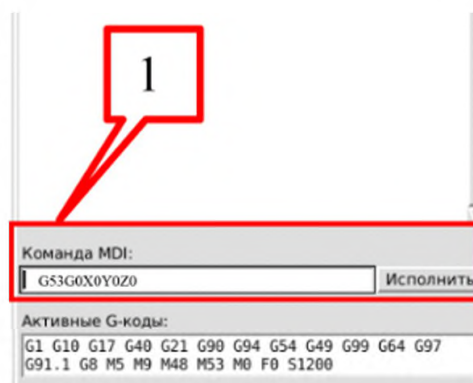 1
Команда MDI:
G53G0X0Y0Z0
Исполнить
Активные G-коды:
G1 G10 G17 G40 G21 G90 G94 G54 G49 G99 G64 G97
G91.1 G8 M5 M9 M48 M53 M0 F0 S1200